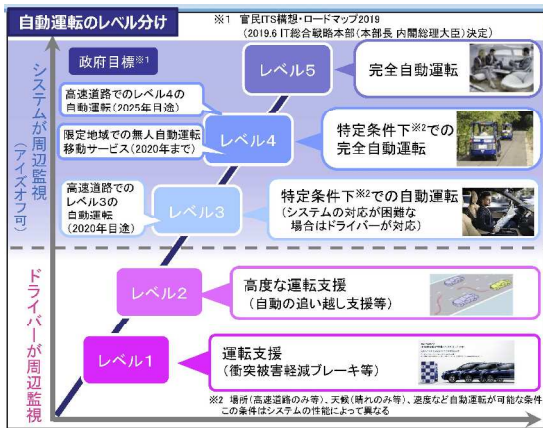 自動運転のレベル分け
※1 官民ITS構想・ロードマップ2019
(2019.6 IT総合戦略本部(本部長 内閣総理大臣)決定)
政府目標※1
システムが周辺監視
(アイズオフ可)
ドライバーが周辺監視
レベル5
完全自動運転
高速道路でのレベル4の
自動運転(2025年目途)
限定地域での無人自動運転
移動サービス(2020年まで)
レベル4
特定条件下※2での
完全自動運転
高速道路での
レベル3の
自動運転
(2020年目途)
レベル3
特定条件下※2での自動運転
(システムの対応が困難な
場合はドライバーが対応)
レベル2
高度な運転支援
(自動の追い越し支援等)
レベル1
運転支援
(衝突被害軽減ブレーキ等)
※2 場所(高速道路のみ等)、天候(晴れのみ等)、速度など自動運転が可能な条件
この条件はシステムの性能によって異なる